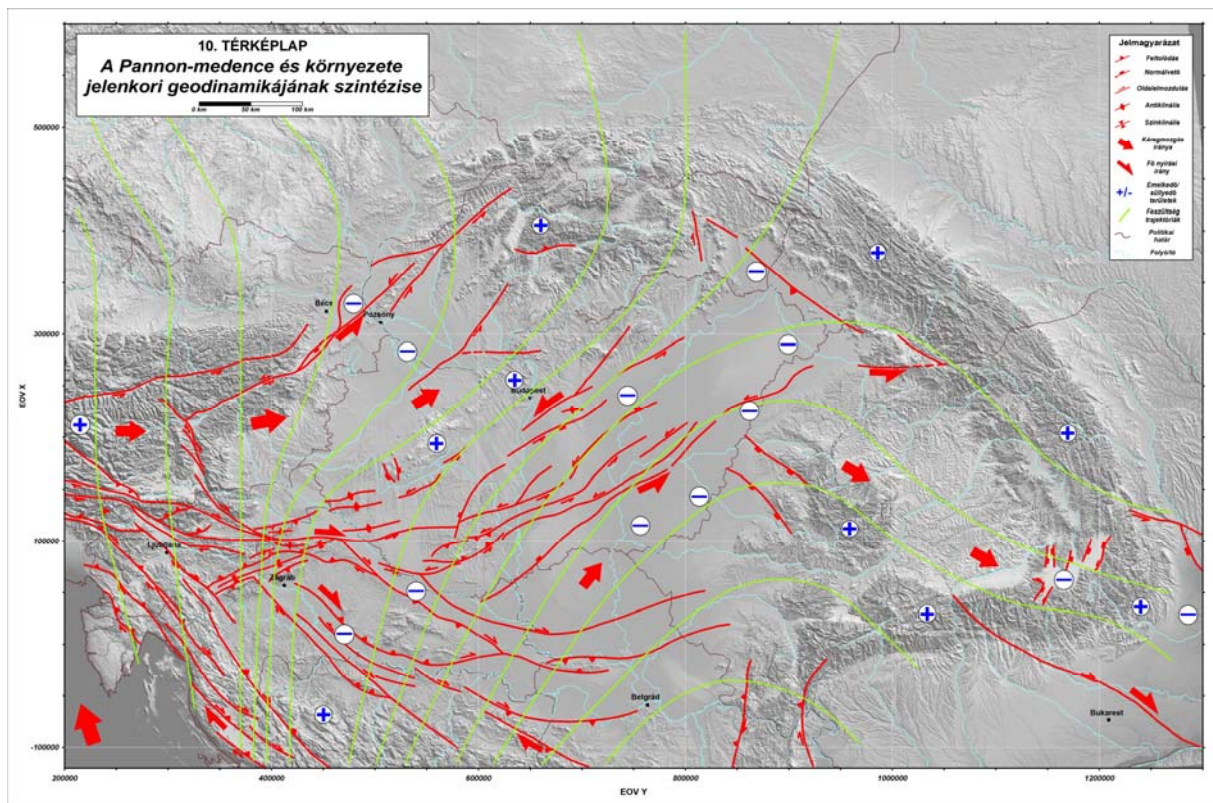 10. TÉRKÉPLAP
A Pannon-medence és környezete
jelenkori geodinamikájának szintézise
0 km 50 km 100 km
Jelmagyarázat
Feltolódás
Normálvető
Oldalelmozdulás
Antiklinális
Szinklinális
Kéregmozgás
iránya
Fő nyírási
irány
+/-
Emelkedő/
süllyedő
területek
Feszültség
trajektóriák
Politikai
határ
Folyó/tó
500000
300000
100000
-100000
EOV X
Bécs
Pozsony
Budapest
Ljubljana
Zágráb
Belgrád
Bukarest
200000 400000 600000 800000 1000000 1200000
EOV Y